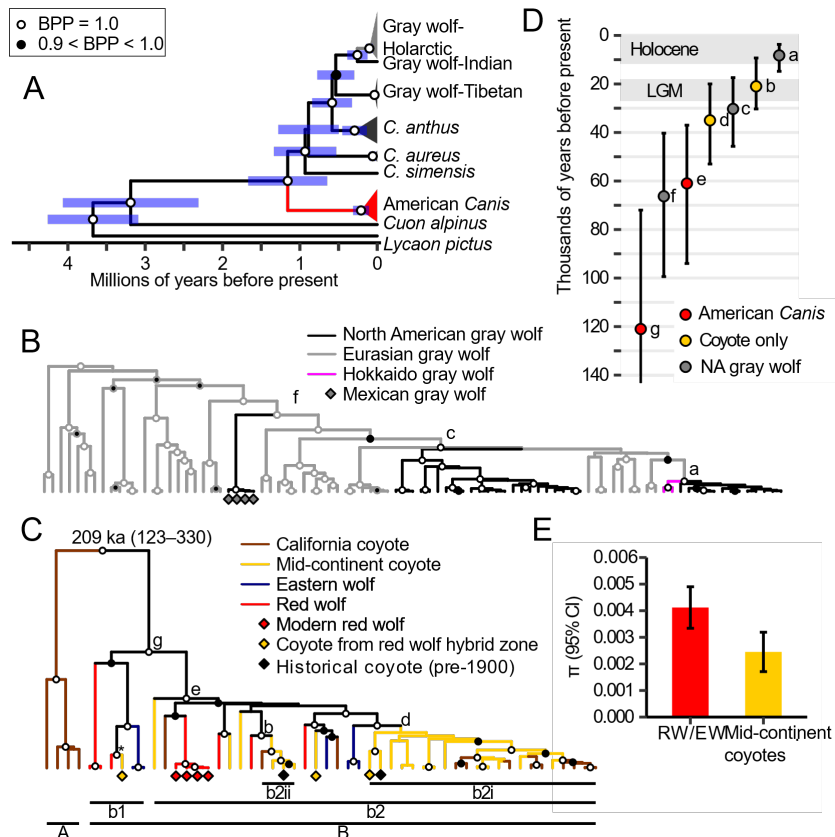 BPP = 1.0
0.9 < BPP < 1.0
A
Gray wolf-
Holarctic
Gray wolf-Indian
Gray wolf-Tibetan
C. anthus
C. aureus
C. simensis
American Canis
Cuon alpinus
Lycaon pictus
4 3 2 1 0
Millions of years before present
D
Thousands of years before present
0
20
40
60
80
100
120
140
Holocene
LGM
a
b
c
d
e
f
g
American Canis
Coyote only
NA gray wolf
B
North American gray wolf
Eurasian gray wolf
Hokkaido gray wolf
Mexican gray wolf
f
c
a
C
209 ka (123–330)
California coyote
Mid-continent coyote
Eastern wolf
Red wolf
Modern red wolf
Coyote from red wolf hybrid zone
Historical coyote (pre-1900)
g
e
d
b
*
b2ii
b2i
b1
b2
A
B
E
π (95% CI)
0.006
0.005
0.004
0.003
0.002
0.001
0.000
RW/EW
Mid-continent
coyotes